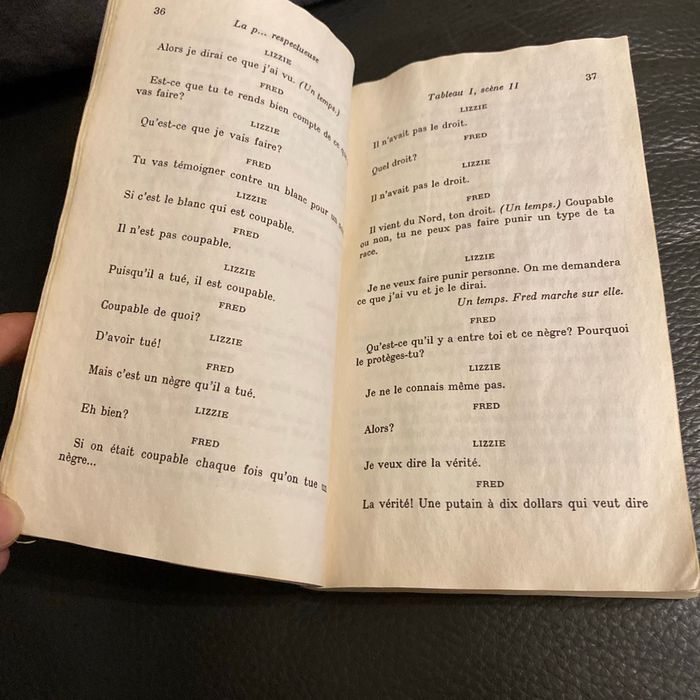 36
La p... respectueuse
LIZZIE
Alors je dirai ce que j'ai vu. (Un temps.)
FRED
Est-ce que tu te rends bien compte de ce que
vas faire?
LIZZIE
Qu'est-ce que je vais faire?
FRED
Tu vas témoigner contre un blanc pour un
LIZZIE
Si c'est le blanc qui est coupable.
FRED
Il n'est pas coupable.
LIZZIE
Puisqu'il a tué, il est coupable.
FRED
Coupable de quoi?
LIZZIE
D'avoir tué!
FRED
Mais c'est un nègre qu'il a tué.
LIZZIE
Eh bien?
FRED
Si on était coupable chaque fois qu'on tue un
nègre...
Tableau I, scène II
37
LIZZIE
Il n'avait pas le droit.
FRED
Quel droit?
LIZZIE
Il n'avait pas le droit.
FRED
Il vient du Nord, ton droit. (Un temps.) Coupable
ou non, tu ne peux pas faire punir un type de ta
race.
LIZZIE
Je ne veux faire punir personne. On me demandera
ce que j'ai vu et je le dirai.
Un temps. Fred marche sur elle.
FRED
Qu'est-ce qu'il y a entre toi et ce nègre? Pourquoi
le protèges-tu?
LIZZIE
Je ne le connais même pas.
FRED
Alors?
LIZZIE
Je veux dire la vérité.
FRED
La vérité! Une putain à dix dollars qui veut dire